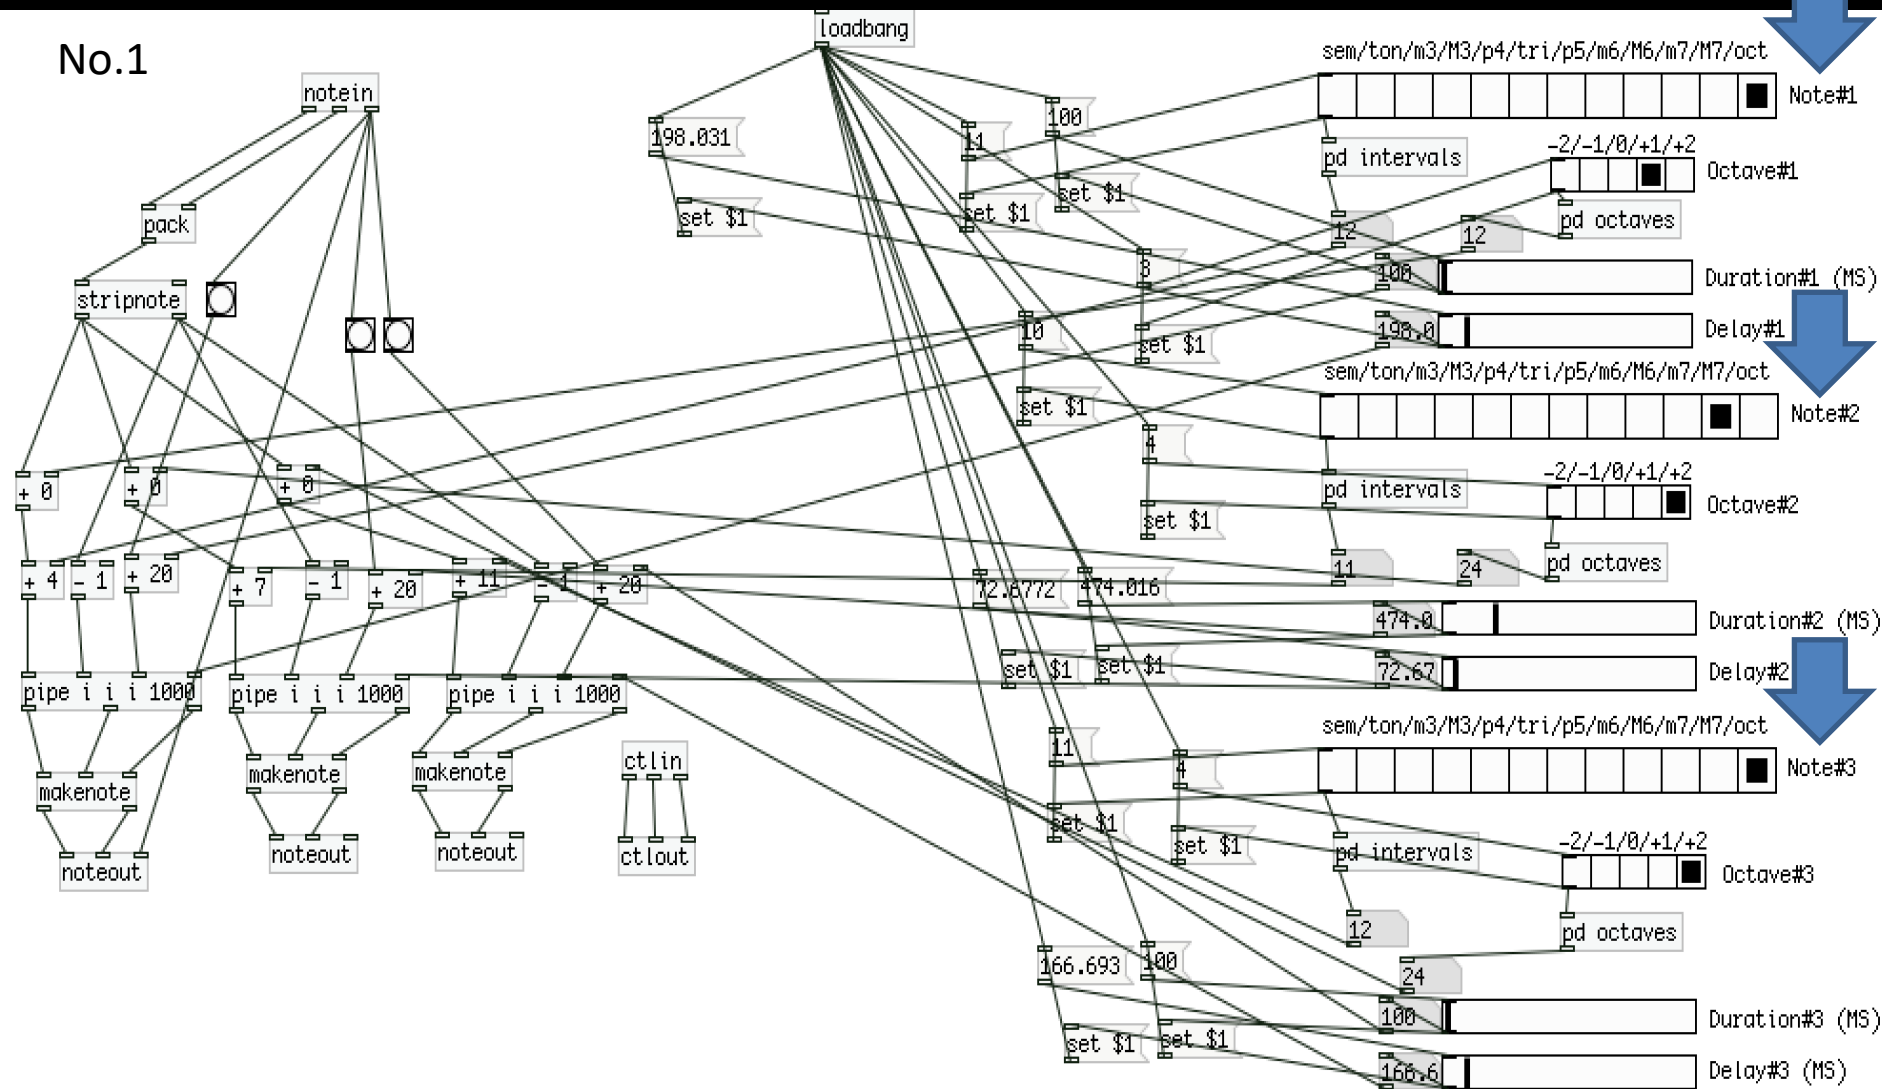 No.1
loadbang
notein
pack
stripnote
+ 0
+ 0
+ 0
+ 4
- 1
+ 20
+ 7
- 1
+ 20
+ 11
- 1
+ 20
pipe i i i 1000
pipe i i i 1000
pipe i i i 1000
makenote
makenote
makenote
noteout
noteout
noteout
ctlin
ctlout
198.031
set $1
11
set $1
100
set $1
3
set $1
10
set $1
4
set $1
72.6772
474.016
set $1
set $1
11
set $1
4
set $1
166.693
100
set $1
set $1
sem/ton/m3/M3/p4/tri/p5/m6/M6/m7/M7/oct
Note#1
pd intervals
-2/-1/0/+1/+2
Octave#1
pd octaves
12
12
100
Duration#1 (MS)
198.0
Delay#1
sem/ton/m3/M3/p4/tri/p5/m6/M6/m7/M7/oct
Note#2
pd intervals
-2/-1/0/+1/+2
Octave#2
pd octaves
11
24
474.0
Duration#2 (MS)
72.67
Delay#2
sem/ton/m3/M3/p4/tri/p5/m6/M6/m7/M7/oct
Note#3
pd intervals
-2/-1/0/+1/+2
Octave#3
pd octaves
12
24
100
Duration#3 (MS)
166.6
Delay#3 (MS)